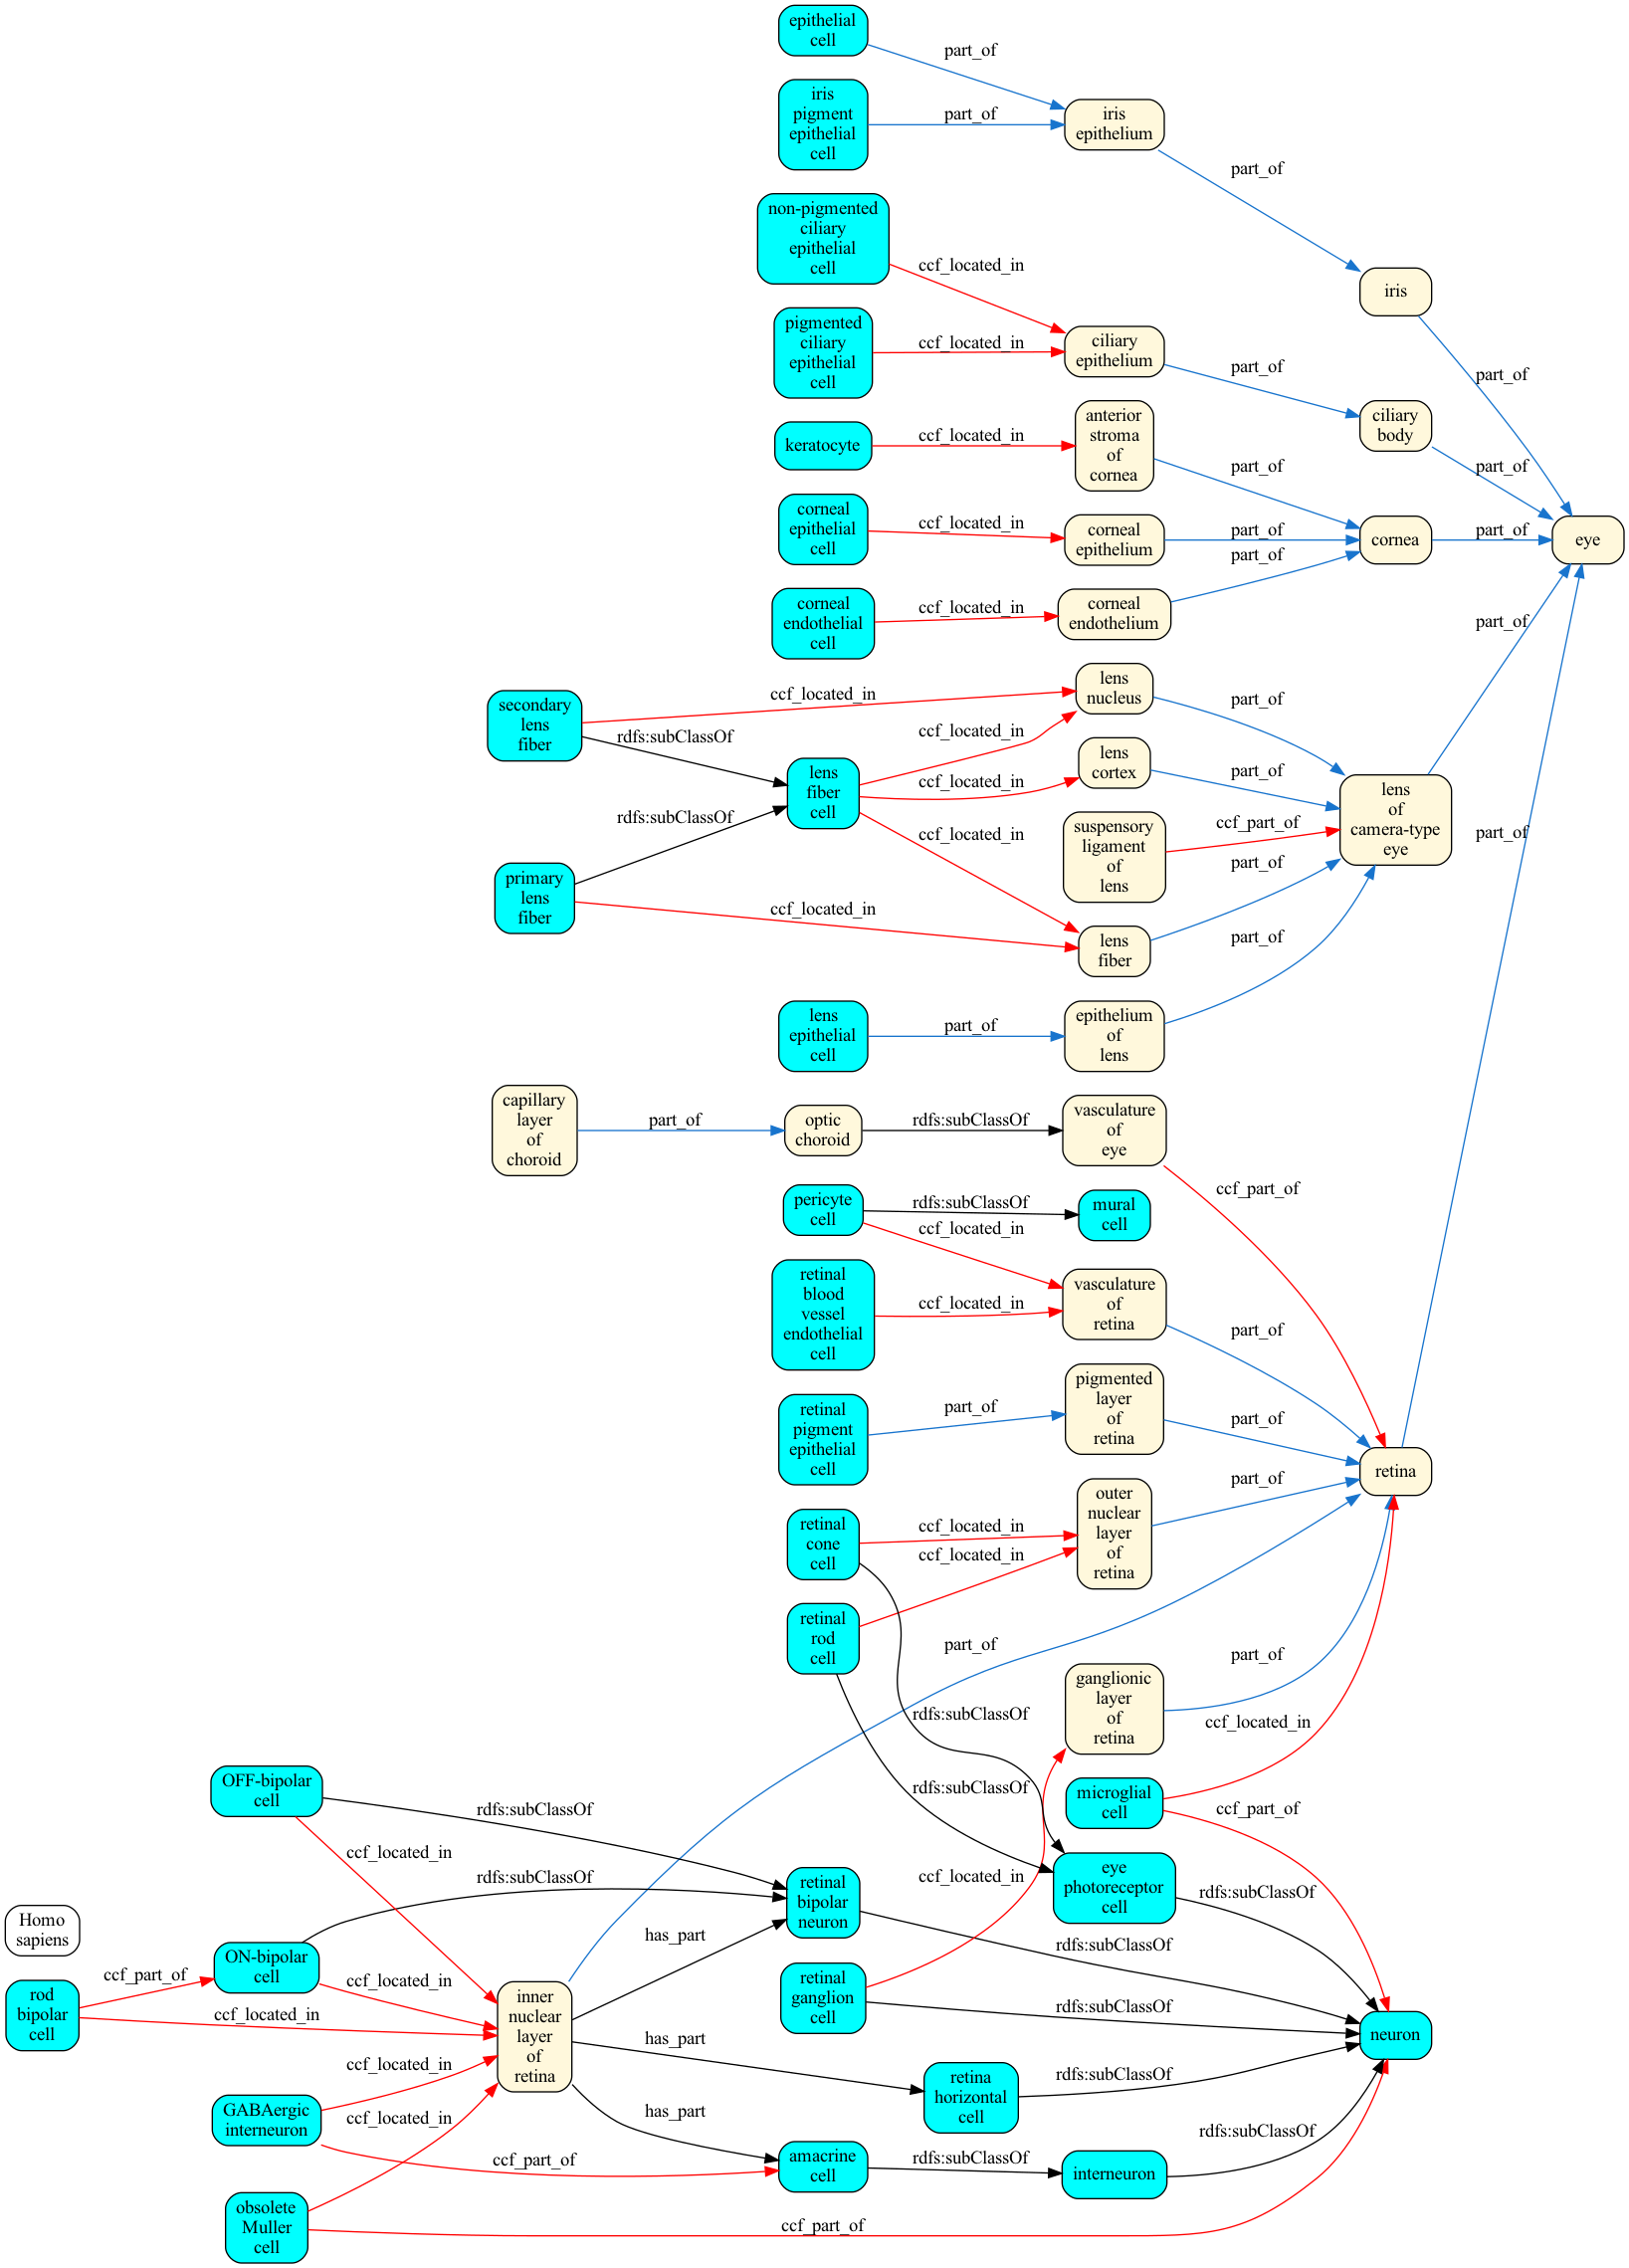 epithelial
cell
part_of
iris
pigment
epithelial
cell
part_of
iris
epithelium
part_of
non-pigmented
ciliary
epithelial
cell
ccf_located_in
iris
pigmented
ciliary
epithelial
cell
ccf_located_in
ciliary
epithelium
part_of
part_of
keratocyte
ccf_located_in
anterior
stroma
of
cornea
part_of
ciliary
body
part_of
corneal
epithelial
cell
ccf_located_in
corneal
epithelium
part_of
part_of
cornea
part_of
eye
corneal
endothelial
cell
ccf_located_in
corneal
endothelium
part_of
secondary
lens
fiber
ccf_located_in
rdfs:subClassOf
lens
nucleus
part_of
ccf_located_in
lens
fiber
cell
ccf_located_in
lens
cortex
part_of
rdfs:subClassOf
ccf_located_in
suspensory
ligament
of
lens
ccf_part_of
part_of
lens
of
camera-type
eye
part_of
primary
lens
fiber
ccf_located_in
lens
fiber
part_of
lens
epithelial
cell
part_of
epithelium
of
lens
capillary
layer
of
choroid
part_of
optic
choroid
rdfs:subClassOf
vasculature
of
eye
ccf_part_of
pericyte
cell
rdfs:subClassOf
ccf_located_in
mural
cell
retinal
blood
vessel
endothelial
cell
ccf_located_in
vasculature
of
retina
part_of
retinal
pigment
epithelial
cell
part_of
pigmented
layer
of
retina
part_of
retina
retinal
cone
cell
ccf_located_in
ccf_located_in
outer
nuclear
layer
of
retina
part_of
retinal
rod
cell
part_of
rdfs:subClassOf
ganglionic
layer
of
retina
part_of
ccf_located_in
OFF-bipolar
cell
rdfs:subClassOf
ccf_located_in
rdfs:subClassOf
microglial
cell
ccf_part_of
rdfs:subClassOf
retinal
bipolar
neuron
ccf_located_in
eye
photoreceptor
cell
rdfs:subClassOf
Homo
sapiens
ON-bipolar
cell
ccf_part_of
ccf_located_in
has_part
rdfs:subClassOf
rod
bipolar
cell
ccf_located_in
inner
nuclear
layer
of
retina
retinal
ganglion
cell
rdfs:subClassOf
neuron
ccf_located_in
has_part
retina
horizontal
cell
rdfs:subClassOf
GABAergic
interneuron
ccf_located_in
has_part
ccf_part_of
amacrine
cell
rdfs:subClassOf
interneuron
rdfs:subClassOf
obsolete
Muller
cell
ccf_part_of